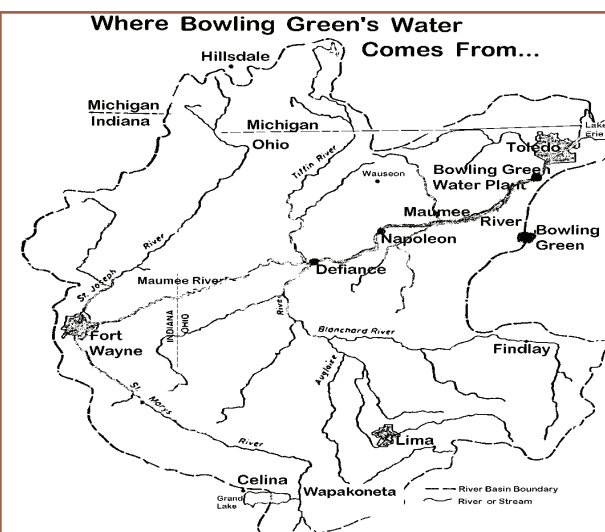 Where Bowling Green's Water
Comes From...
Hillsdale
Michigan
Indiana
Michigan
Ohio
Lake
Erie
Toledo
Tiffin River
Wauseon
Bowling Green
Water Plant
Maumee
River
Bowling
Green
Napoleon
Defiance
St. Joseph
River
Maumee River
INDIANA
OHIO
River
Fort
Wayne
Blanchard River
Findlay
Auglaize
St. Marys
River
Lima
Celina
Grand
Lake
Wapakoneta
River Basin Boundary
River or Stream